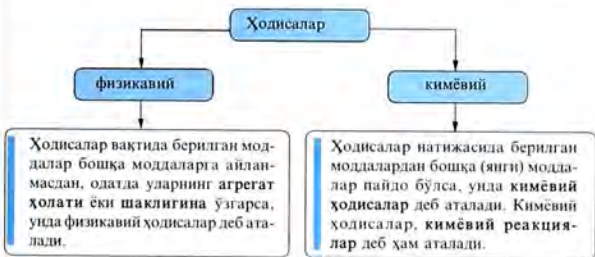 Ҳодисалар
физикавий
кимёвий
Ҳодисалар вақтида берилган мод-
далар бошқа моддаларга айлан-
масдан, одатда уларнинг агрегат
ҳолати ёки шаклигина ўзгарса,
унда физикавий ҳодисалар деб ата-
лади.
Ҳодисалар натижасида берилган
моддалардан бошқа (янги) модда-
лар пайдо бўлса, унда кимёвий
ҳодисалар деб аталади. Кимёвий
ҳодисалар, кимёвий реакция-
лар деб ҳам аталади.